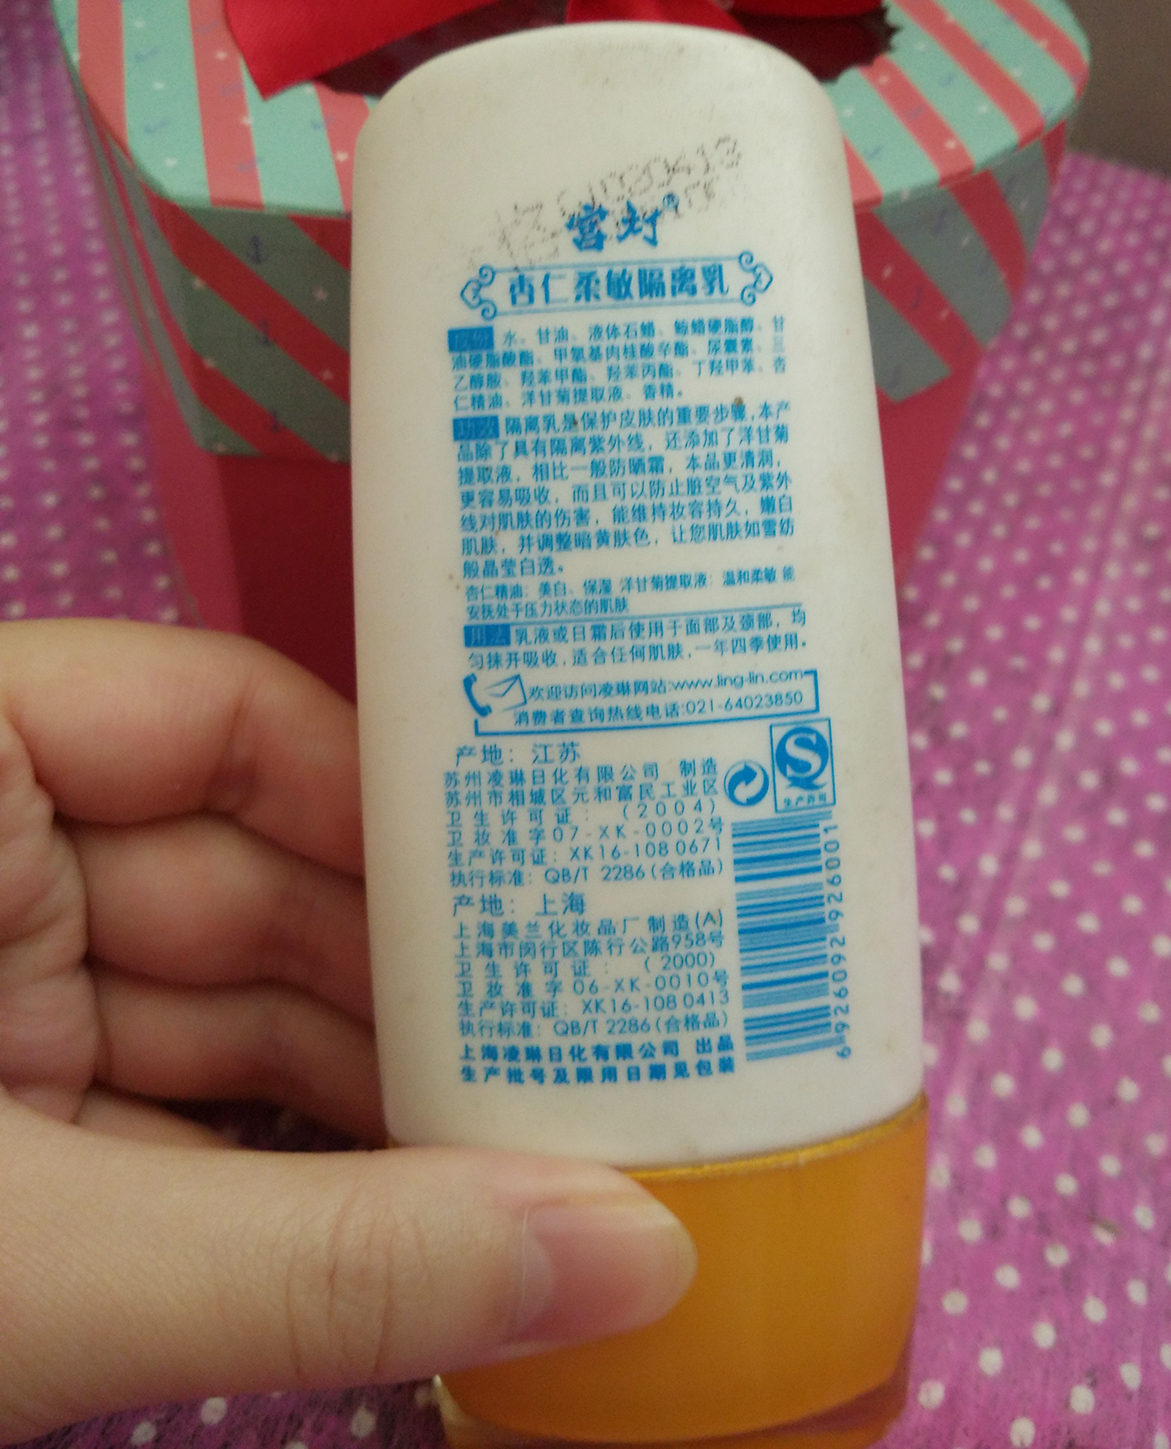 宫灯®
杏仁柔敏隔离乳
成份 水、甘油、液体石蜡、鲸蜡硬脂醇、甘
油硬脂酸酯、甲氧基肉桂酸辛酯、尿囊素、三
乙醇胺、羟苯甲酯、羟苯丙酯、丁羟甲苯、杏
仁精油、洋甘菊提取液、香精。
功效 隔离乳是保护皮肤的重要步骤,本产
品除了具有隔离紫外线，还添加了洋甘菊
提取液，相比一般防晒霜，本品更清润，
更容易吸收，而且可以防止脏空气及紫外
线对肌肤的伤害，能维持妆容持久，嫩白
肌肤，并调整暗黄肤色，让您肌肤如雪纺
般晶莹白透。
杏仁精油：美白、保湿 洋甘菊提取液：温和柔敏 能
安抚处于压力状态的肌肤
用法 乳液或日霜后使用于面部及颈部，均
匀抹开吸收,适合任何肌肤,一年四季使用。
欢迎访问凌琳网站:www.ling-lin.com
消费者查询热线电话:021-64023850
产地：江苏
苏州凌琳日化有限公司 制造
苏州市相城区元和富民工业区
卫生许可证：（2004）
卫妆准字07-XK-0002号
生产许可证：XK16-108 0671
执行标准：QB/T 2286(合格品)
生产许可
产地：上海
上海美兰化妆品厂 制造(A)
上海市闵行区陈行公路958号
卫生许可证：（2000）
卫妆准字06-XK-0010号
生产许可证：XK16-108 0413
执行标准：QB/T 2286(合格品)
上海凌琳日化有限公司 出品
生产批号及限用日期见包装
6 926092 926001